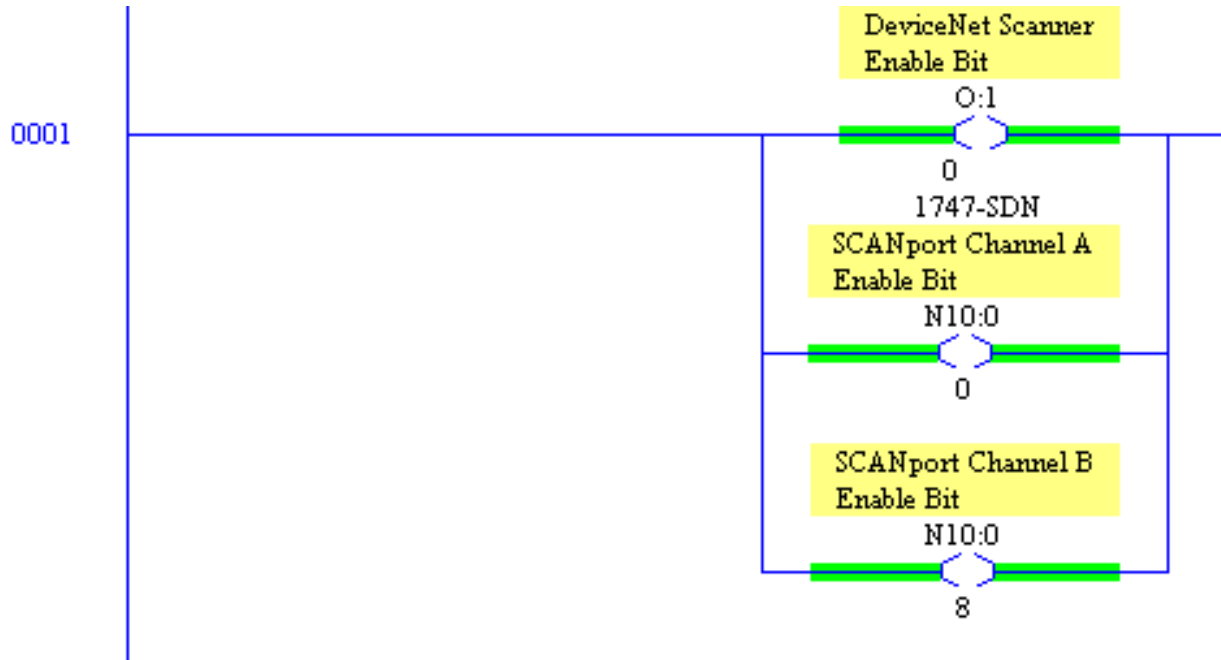 DeviceNet Scanner
Enable Bit
O:1
0001
0
1747-SDN
SCANport Channel A
Enable Bit
N10:0
0
SCANport Channel B
Enable Bit
N10:0
8